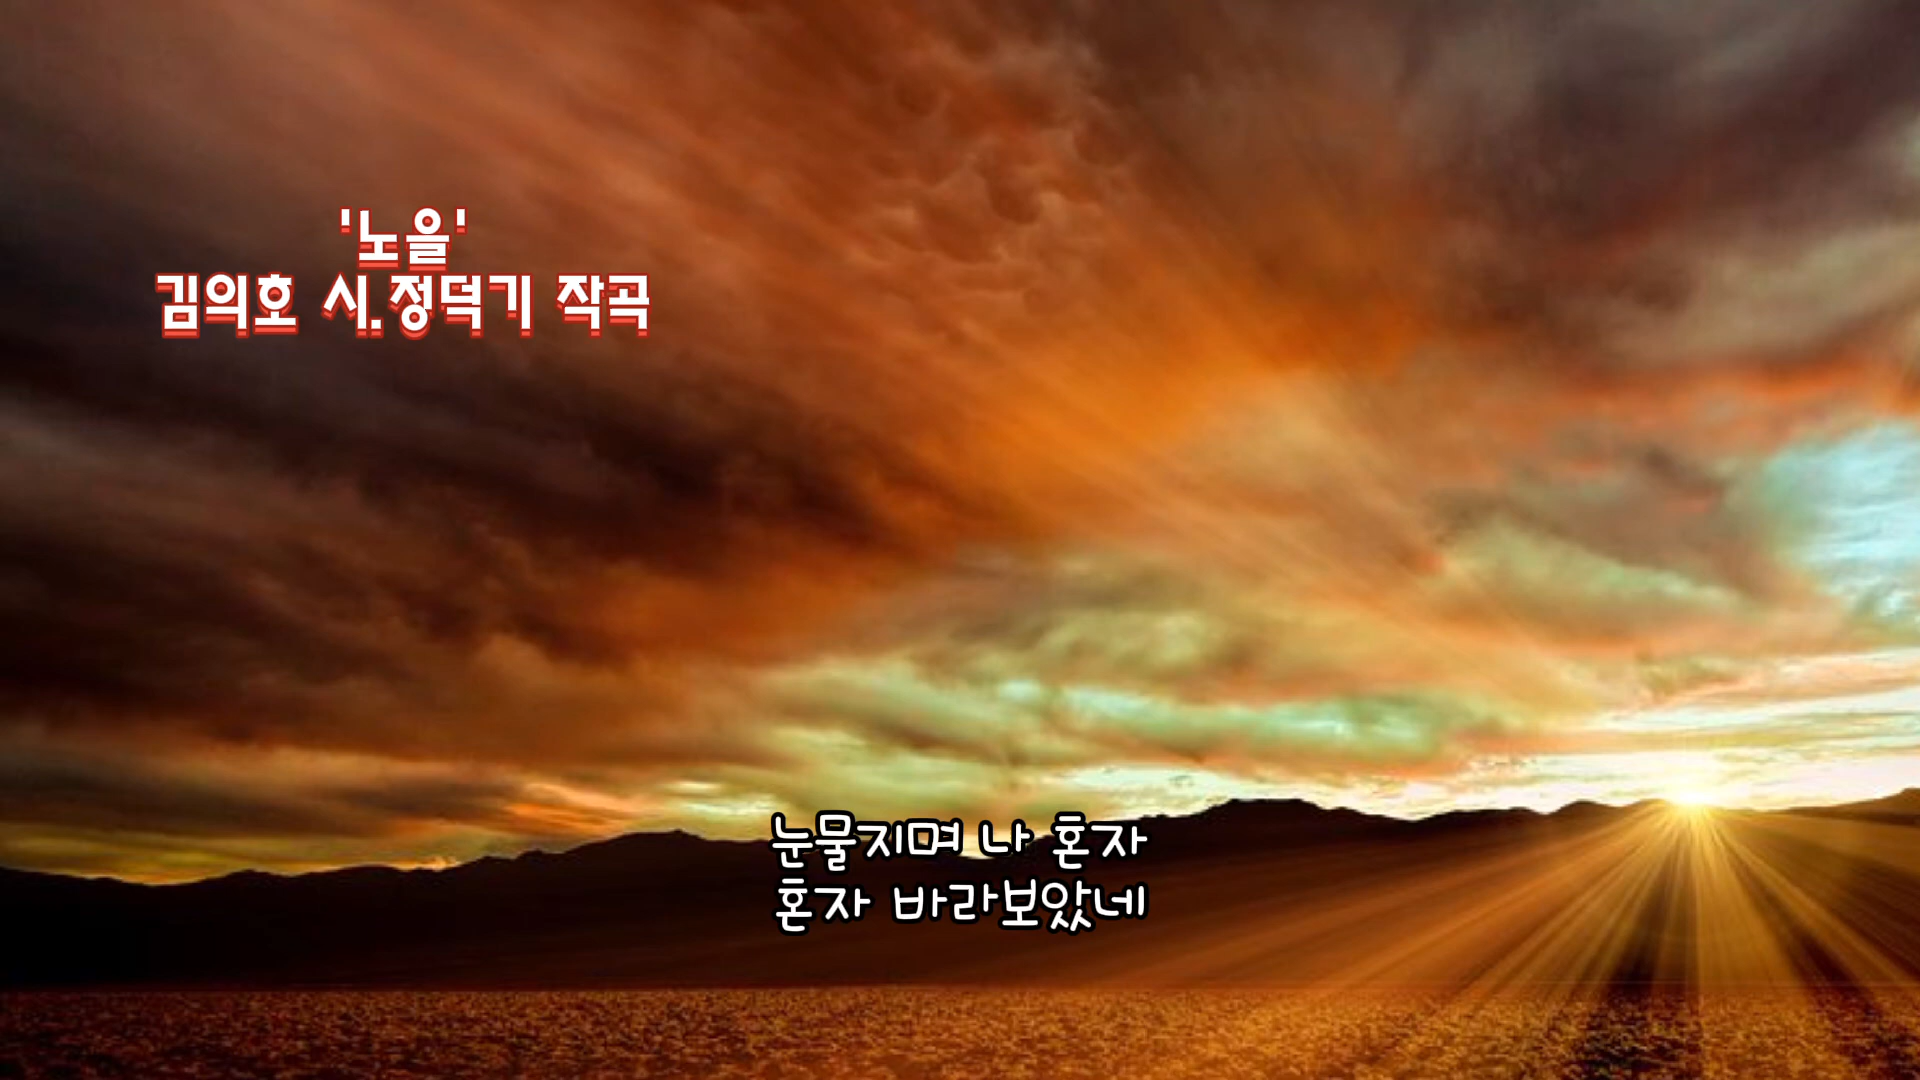 '노을'
김의호 시.정덕기 작곡
눈물지며 나 혼자
혼자 바라보았네